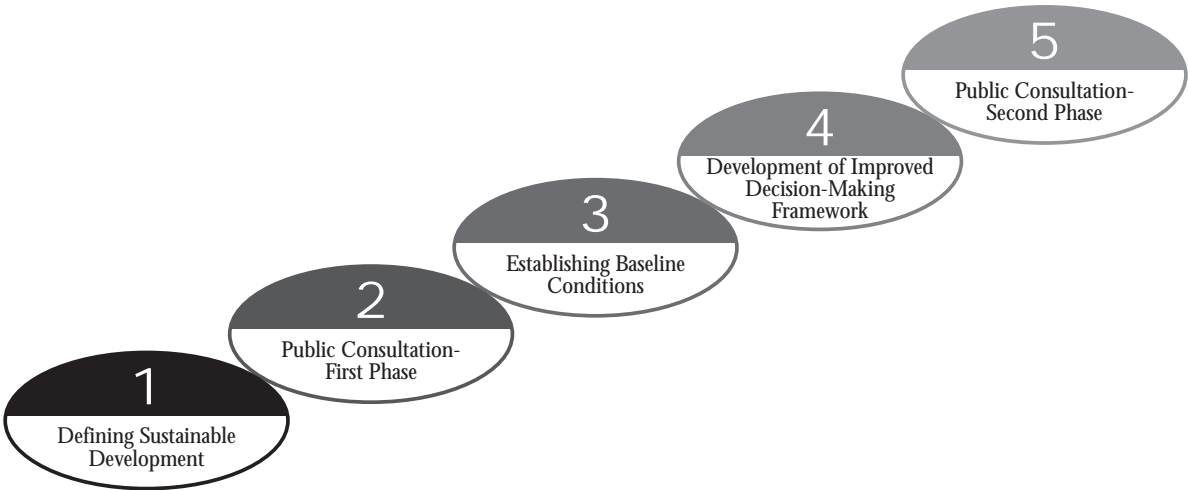 1
Defining Sustainable
Development
2
Public Consultation-
First Phase
3
Establishing Baseline
Conditions
4
Development of Improved
Decision-Making
Framework
5
Public Consultation-
Second Phase